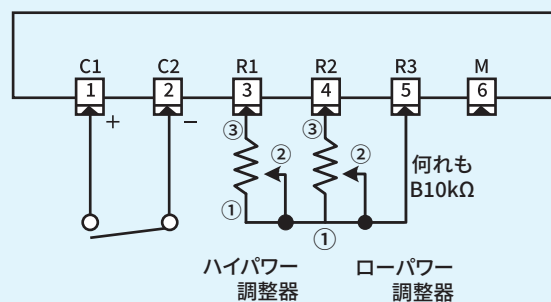 C1 C2 R1 R2 R3 M
1 2 3 4 5 6
+ −
③ ③
② ②
何れも
B10kΩ
① ①
ハイパワー
調整器
ローパワー
調整器